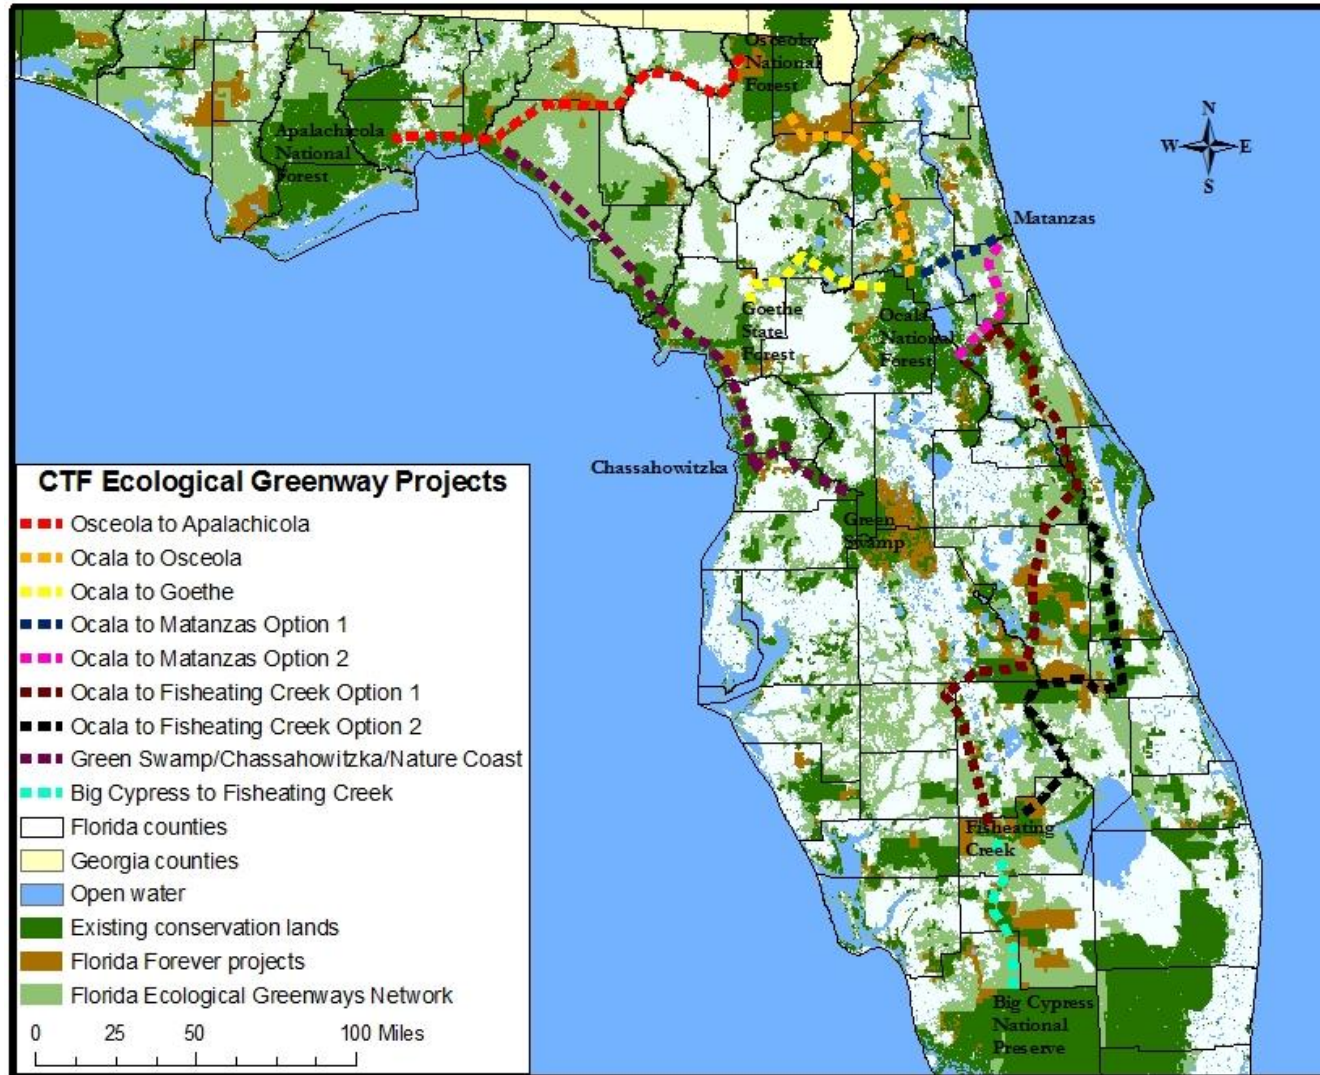 Osceola
National
Forest
Apalachicola
National
Forest
N
W
E
S
Matanzas
Goethe
State
Forest
Ocala
National
Forest
Chassahowitzka
Green
Swamp
Fisheating
Creek
Big Cypress
National
Preserve
CTF Ecological Greenway Projects
Osceola to Apalachicola
Ocala to Osceola
Ocala to Goethe
Ocala to Matanzas Option 1
Ocala to Matanzas Option 2
Ocala to Fisheating Creek Option 1
Ocala to Fisheating Creek Option 2
Green Swamp/Chassahowitzka/Nature Coast
Big Cypress to Fisheating Creek
Florida counties
Georgia counties
Open water
Existing conservation lands
Florida Forever projects
Florida Ecological Greenways Network
0 25 50 100 Miles